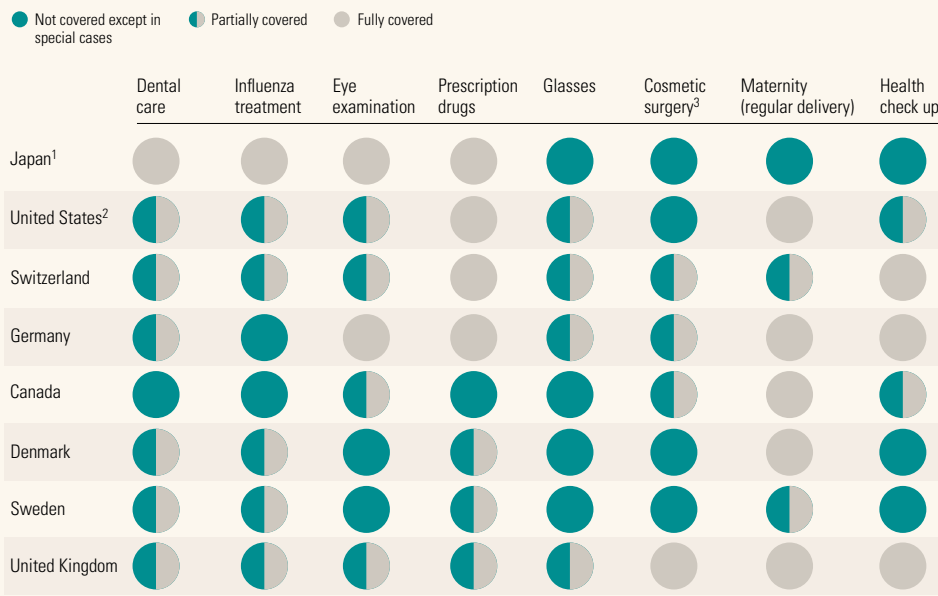 Not covered except in
special cases
Partially covered
Fully covered
Dental
care
Influenza
treatment
Eye
examination
Prescription
drugs
Glasses
Cosmetic
surgery3
Maternity
(regular delivery)
Health
check up
Japan1
United States2
Switzerland
Germany
Canada
Denmark
Sweden
United Kingdom